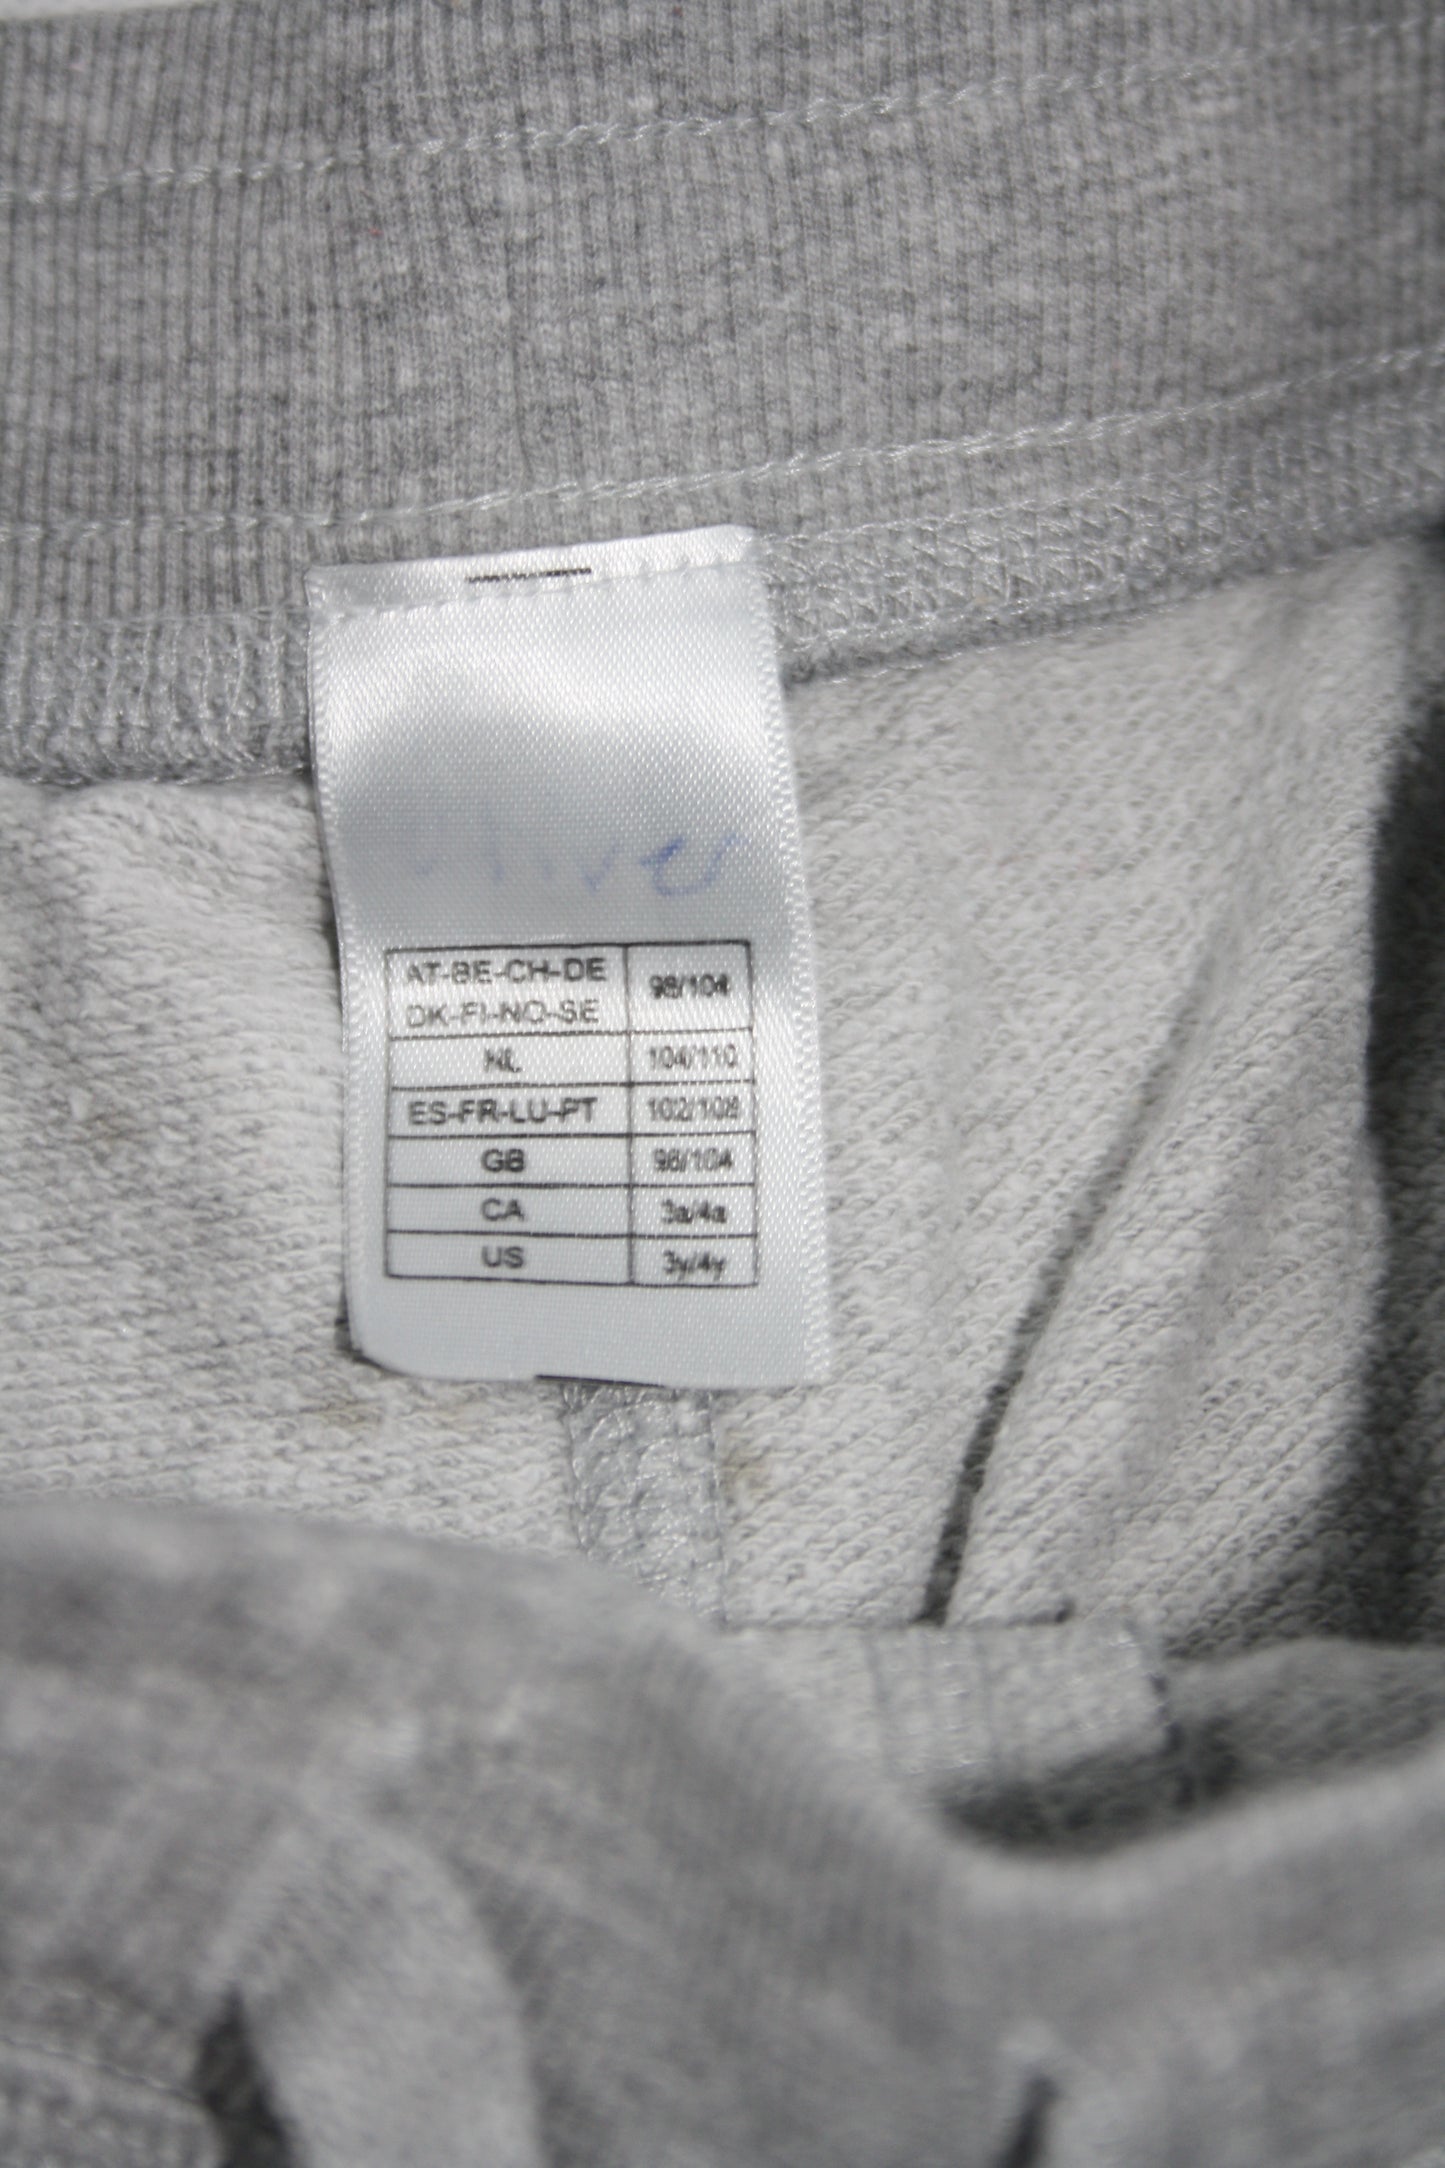 AT-BE-CH-DE
DK-FI-NO-SE
98/104
NL 104/110
ES-FR-LU-PT 102/108
GB 98/104
CA 3a/4a
US 3y/4y